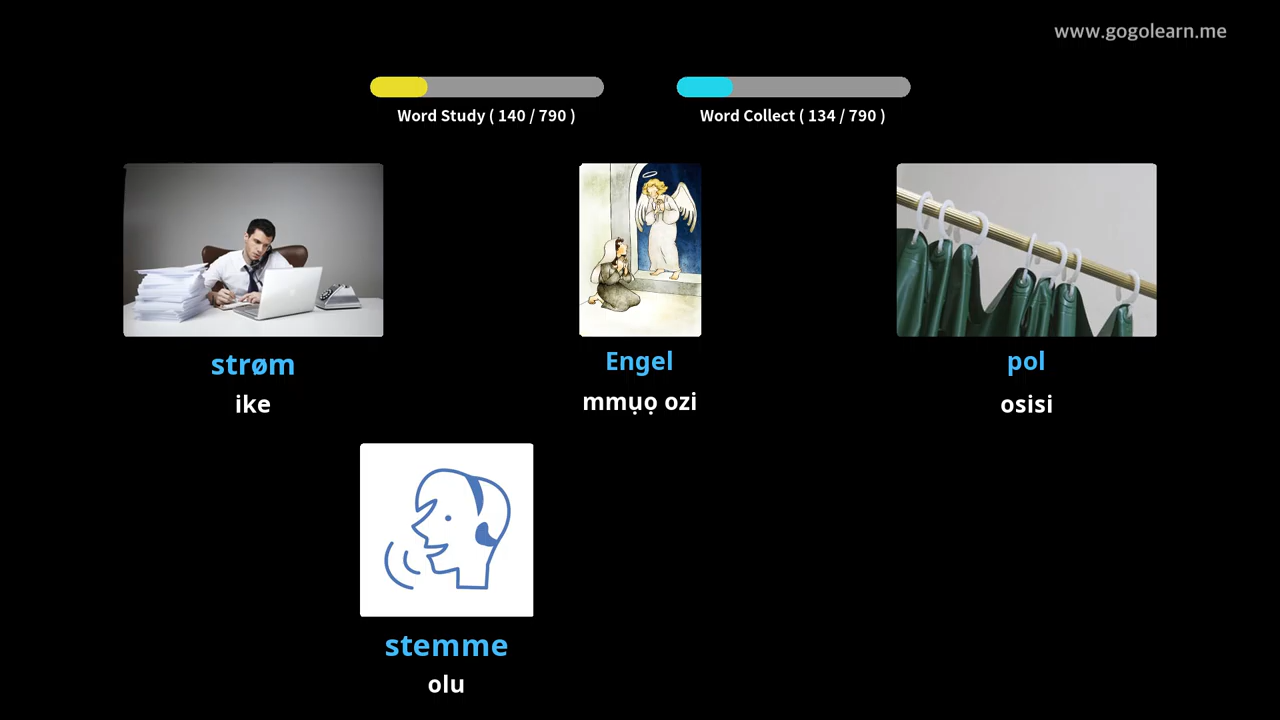 www.gogolearn.me
Word Study ( 140 / 790 )
Word Collect ( 134 / 790 )
strøm
ike
Engel
mmụọ ozi
pol
osisi
stemme
olu